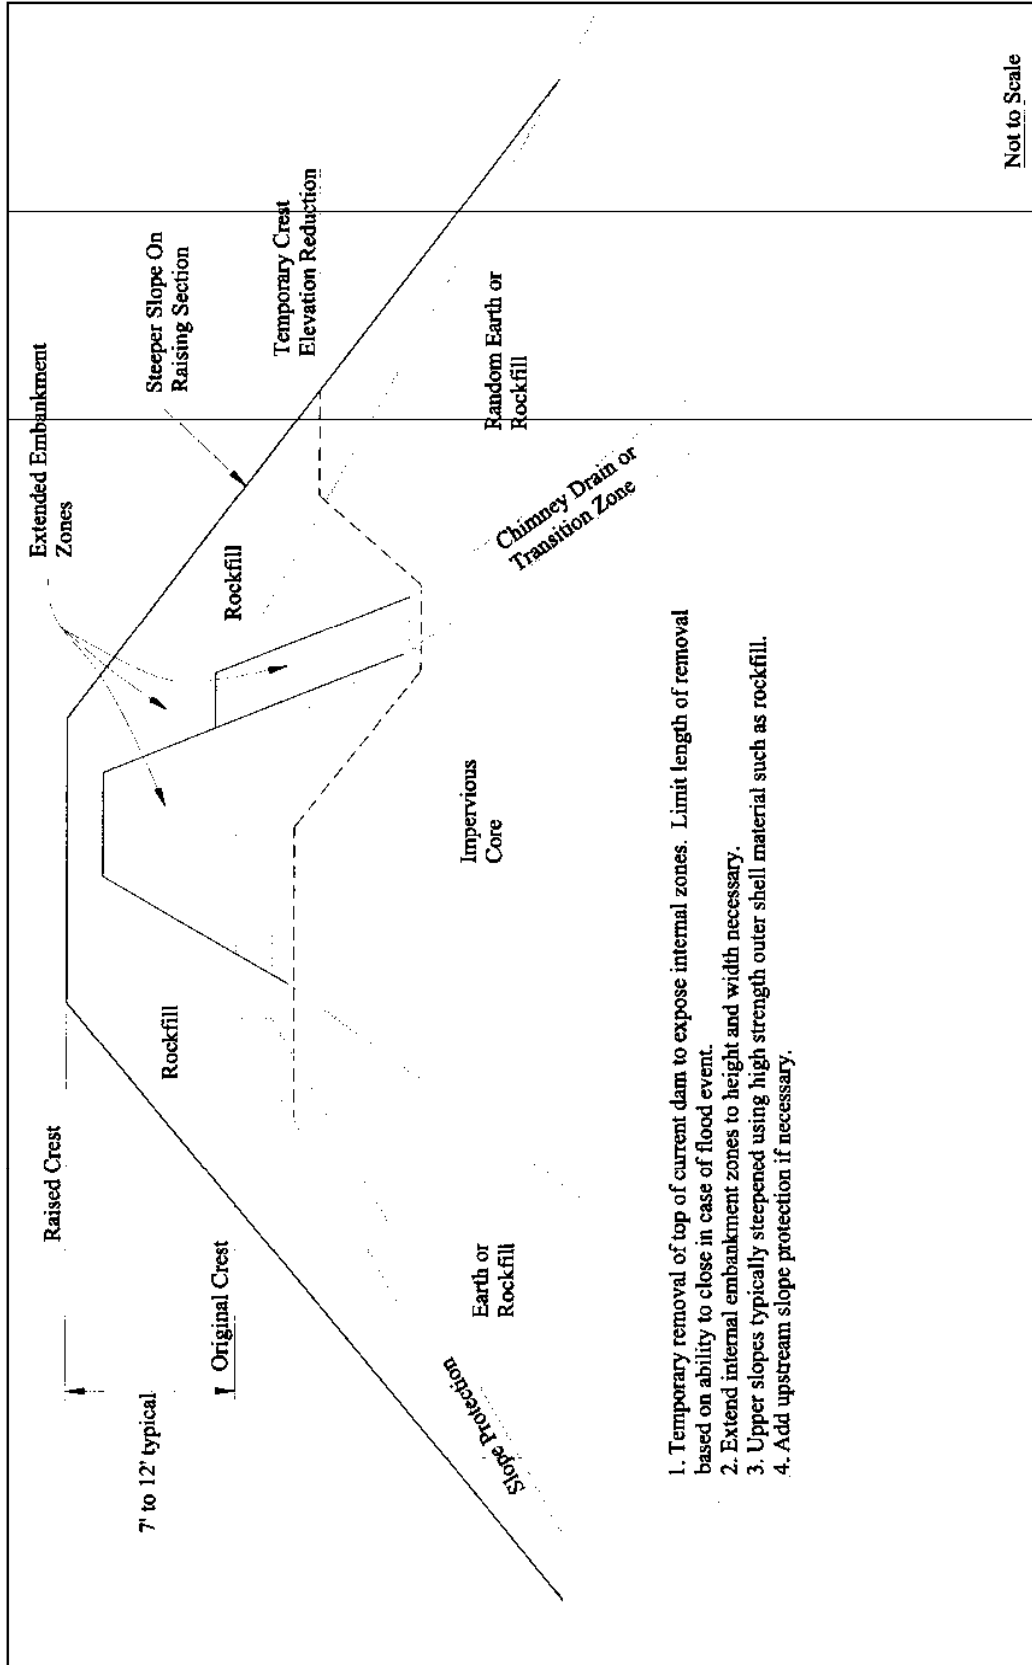 Extended Embankment
Zones
Steeper Slope On
Raising Section
Raised Crest
7' to 12' typical
Original Crest
Rockfill
Rockfill
Temporary Crest
Elevation Reduction
Slope Protection
Earth or
Rockfill
Impervious
Core
Chimney Drain or
Transition Zone
Random Earth or
Rockfill
1. Temporary removal of top of current dam to expose internal zones. Limit length of removal
based on ability to close in case of flood event.
2. Extend internal embankment zones to height and width necessary.
3. Upper slopes typically steepened using high strength outer shell material such as rockfill.
4. Add upstream slope protection if necessary.
Not to Scale